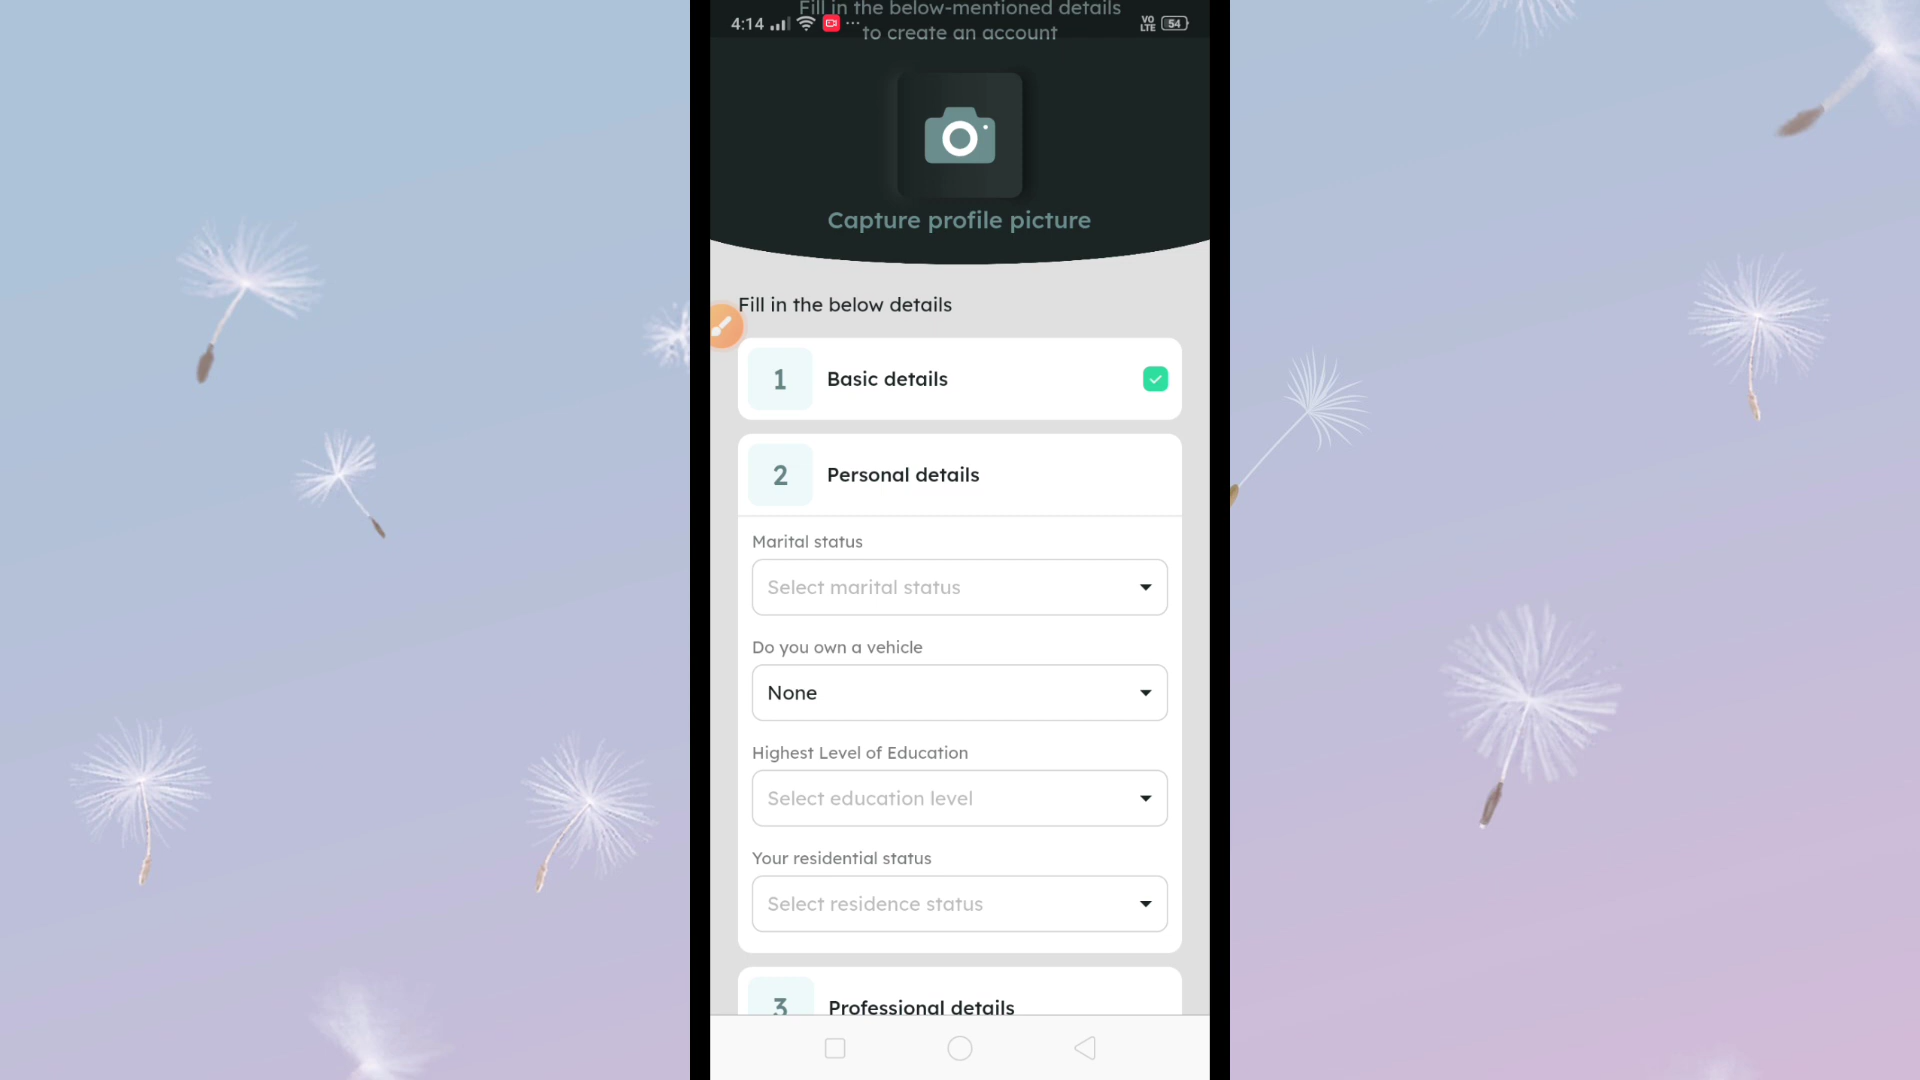 Fill in the below-mentioned details
4:14 ... VO LTE 54
to create an account
Capture profile picture
Fill in the below details
1 Basic details
2 Personal details
Marital status
Select marital status
Do you own a vehicle
None
Highest Level of Education
Select education level
Your residential status
Select residence status
3 Professional details